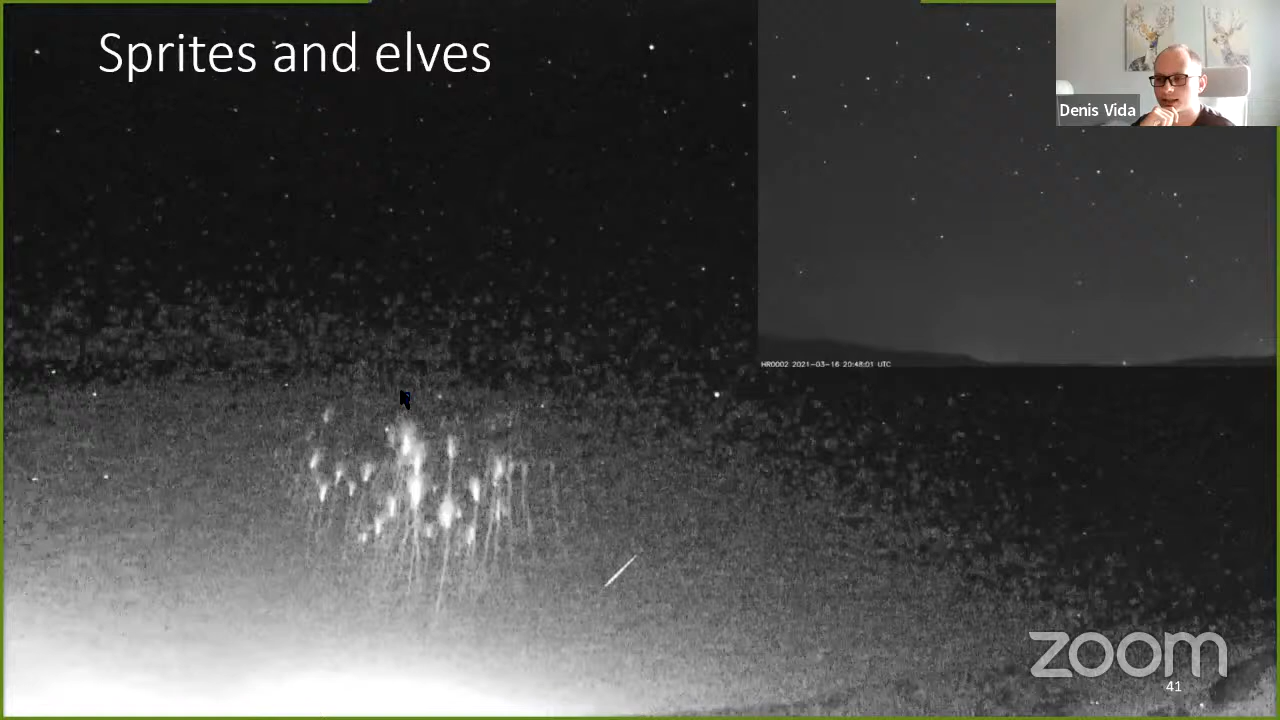 Sprites and elves
Denis Vida
HR0002 2021-03-16 20:48:01 UTC
zoom
41